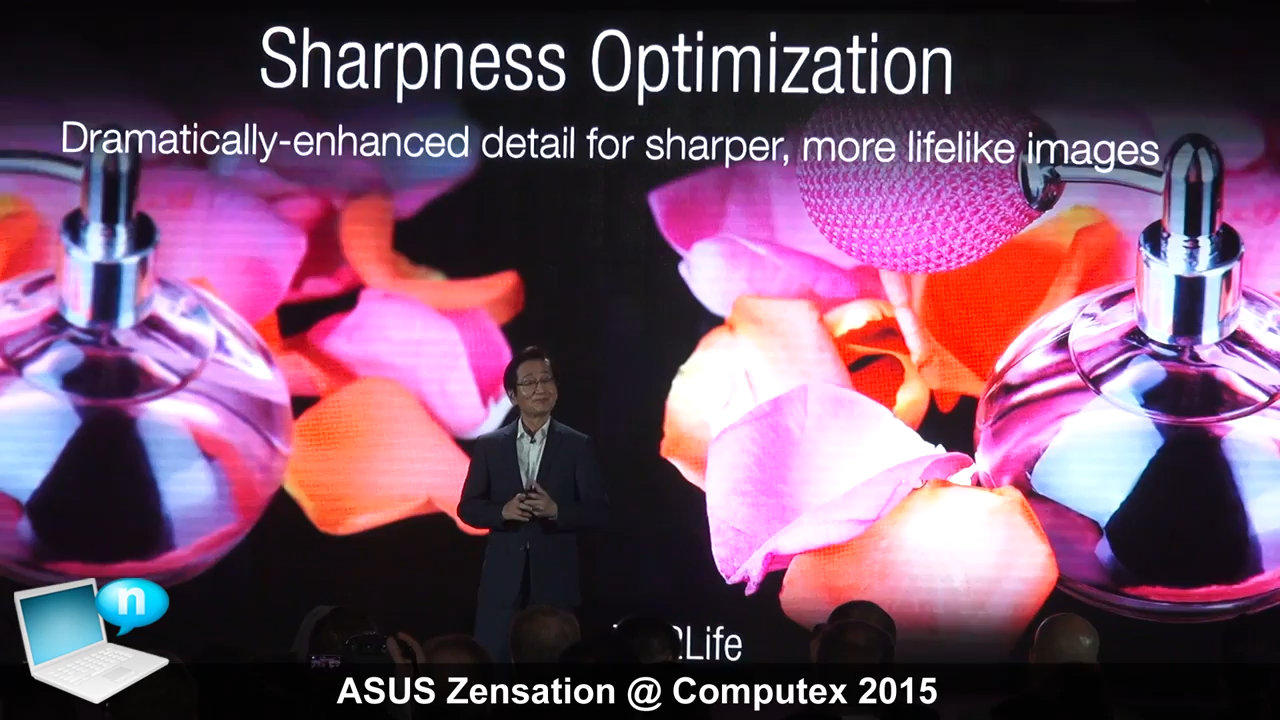 Sharpness Optimization
Dramatically-enhanced detail for sharper, more lifelike images
n
ASUS Zensation @ Computex 2015